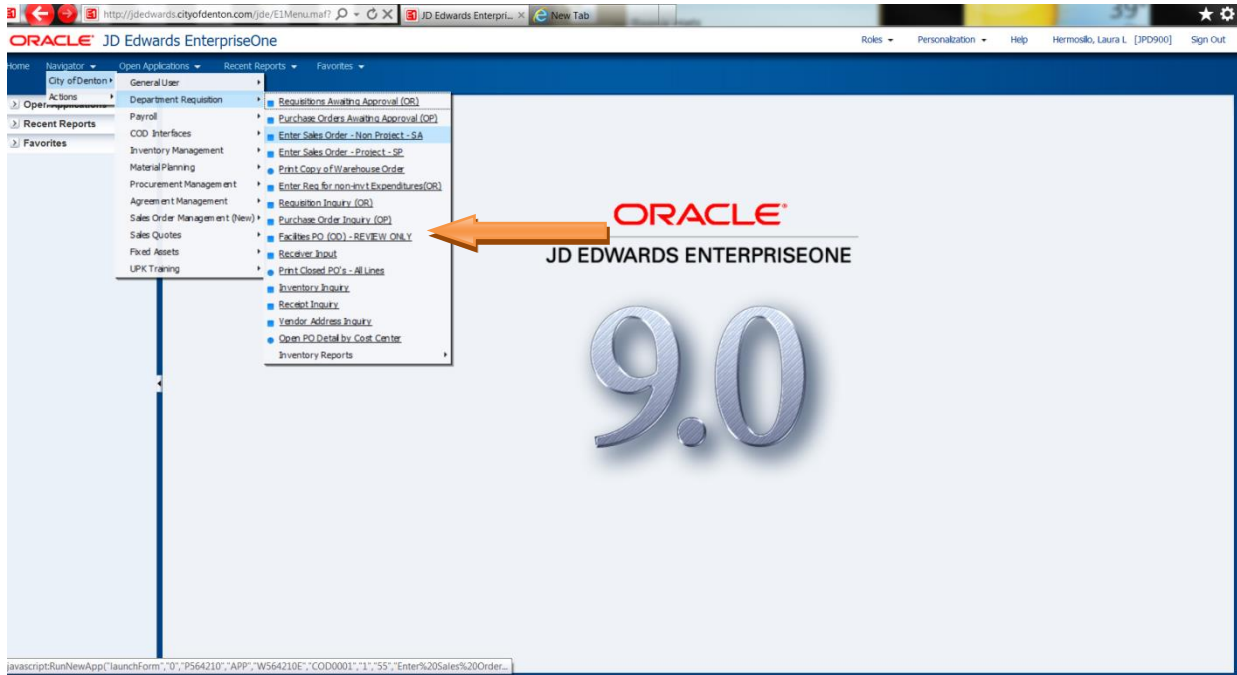 http://jdedwards.cityofdenton.com/jde/E1Menu.maf?
JD Edwards Enterpri...
New Tab
39°
ORACLE JD Edwards EnterpriseOne
Roles
Personalization
Help
Hermosillo, Laura L [JPD900]
Sign Out
Home
Navigator
Open Applications
Recent Reports
Favorites
City of Denton
Actions
Open Applications
Recent Reports
Favorites
General User
Department Requisition
Payroll
COD Interfaces
Inventory Management
Material Planning
Procurement Management
Agreement Management
Sales Order Management (New)
Sales Quotes
Fixed Assets
UPK Training
Requisitions Awaiting Approval (OR)
Purchase Orders Awaiting Approval (OP)
Enter Sales Order - Non Project - SA
Enter Sales Order - Project - SP
Print Copy of Warehouse Order
Enter Req for non-invt Expenditures(OR)
Requisition Inquiry (OR)
Purchase Order Inquiry (OP)
Facilities PO (OD) - REVIEW ONLY
Receiver Input
Print Closed PO's - All Lines
Inventory Inquiry
Receipt Inquiry
Vendor Address Inquiry
Open PO Detail by Cost Center
Inventory Reports
ORACLE
JD EDWARDS ENTERPRISEONE
9.0
javascript:RunNewApp("launchForm","0","P564210","APP","W564210E","COD0001","1","55","Enter%20Sales%20Order...